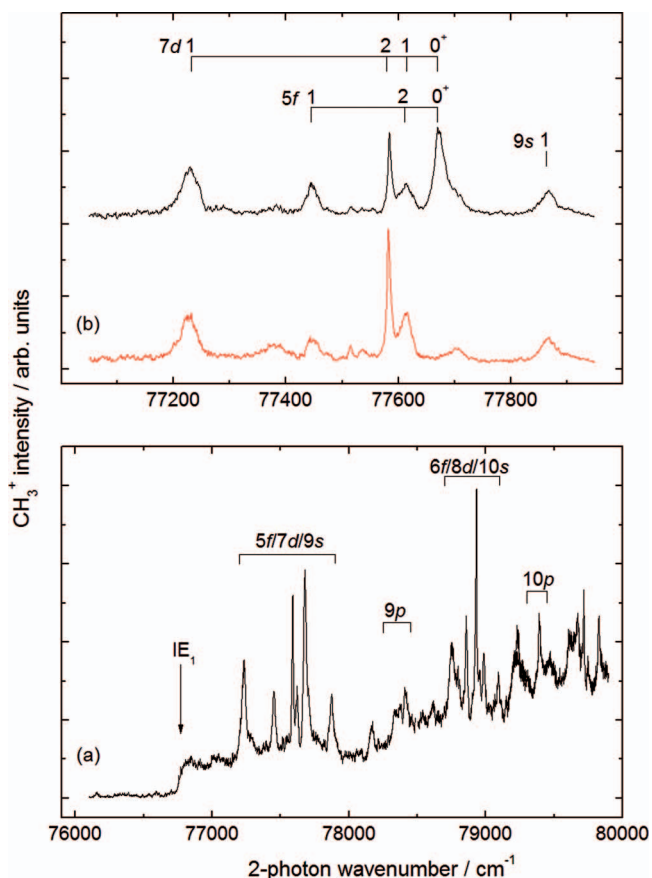 7d 1 2 1 0⁺
5f 1 2 0⁺
9s 1
(b)
77200 77400 77600 77800
CH₃⁺ intensity / arb. units
6f/8d/10s
5f/7d/9s
10p
9p
IE₁
(a)
76000 77000 78000 79000 80000
2-photon wavenumber / cm⁻¹